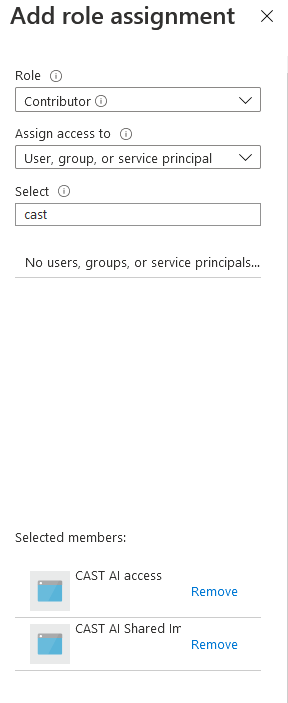 Add role assignment
Role
Contributor
Assign access to
User, group, or service principal
Select
cast
No users, groups, or service principals...
Selected members:
CAST AI access
Remove
CAST AI Shared Im
Remove